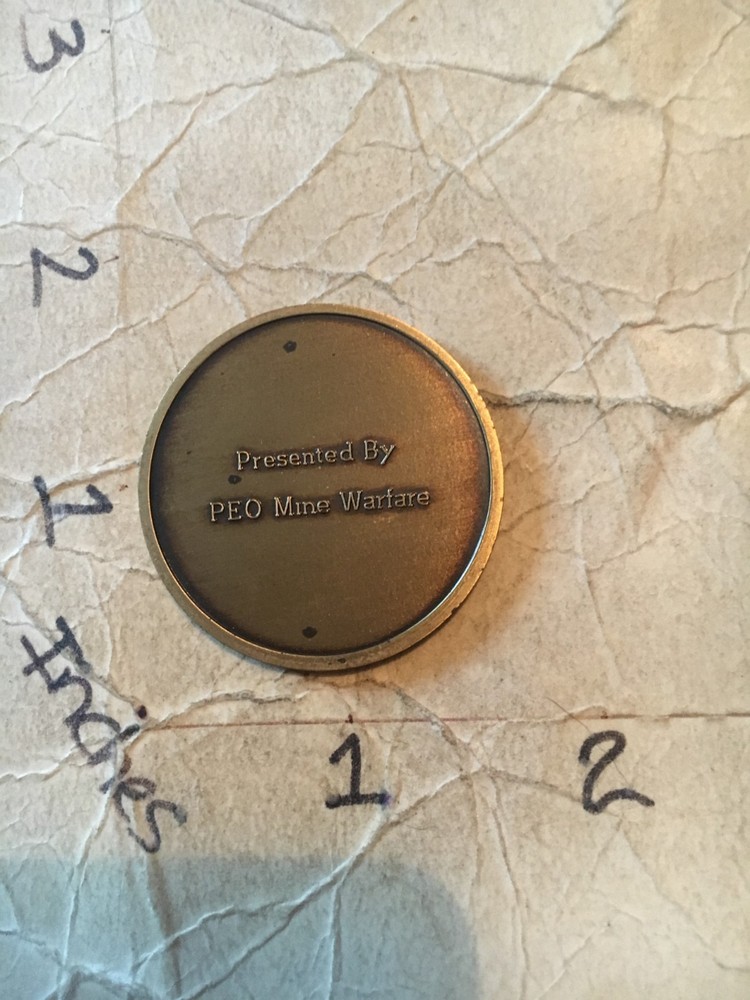 3
2
1
Presented By
PEO Mine Warfare
Inches
1 2